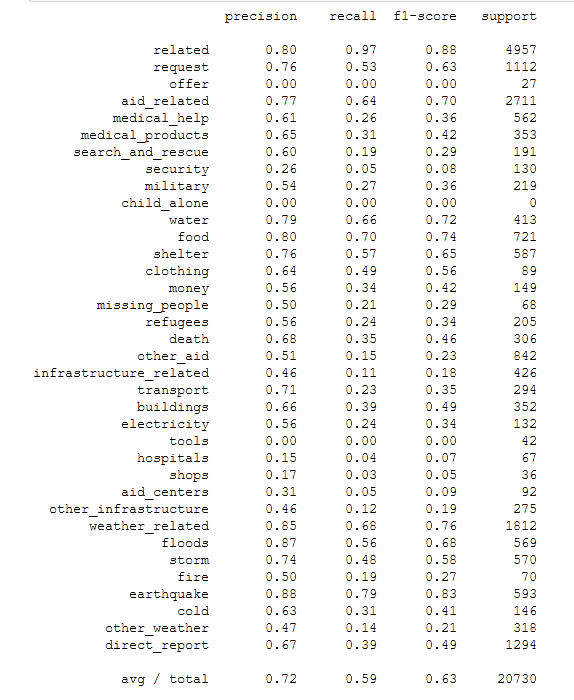 precision recall f1-score support
related 0.80 0.97 0.88 4957
request 0.76 0.53 0.63 1112
offer 0.00 0.00 0.00 27
aid_related 0.77 0.64 0.70 2711
medical_help 0.61 0.26 0.36 562
medical_products 0.65 0.31 0.42 353
search_and_rescue 0.60 0.19 0.29 191
security 0.26 0.05 0.08 130
military 0.54 0.27 0.36 219
child_alone 0.00 0.00 0.00 0
water 0.79 0.66 0.72 413
food 0.80 0.70 0.74 721
shelter 0.76 0.57 0.65 587
clothing 0.64 0.49 0.56 89
money 0.56 0.34 0.42 149
missing_people 0.50 0.21 0.29 68
refugees 0.56 0.24 0.34 205
death 0.68 0.35 0.46 306
other_aid 0.51 0.15 0.23 842
infrastructure_related 0.46 0.11 0.18 426
transport 0.71 0.23 0.35 294
buildings 0.66 0.39 0.49 352
electricity 0.56 0.24 0.34 132
tools 0.00 0.00 0.00 42
hospitals 0.15 0.04 0.07 67
shops 0.17 0.03 0.05 36
aid_centers 0.31 0.05 0.09 92
other_infrastructure 0.46 0.12 0.19 275
weather_related 0.85 0.68 0.76 1812
floods 0.87 0.56 0.68 569
storm 0.74 0.48 0.58 570
fire 0.50 0.19 0.27 70
earthquake 0.88 0.79 0.83 593
cold 0.63 0.31 0.41 146
other_weather 0.47 0.14 0.21 318
direct_report 0.67 0.39 0.49 1294
avg / total 0.72 0.59 0.63 20730